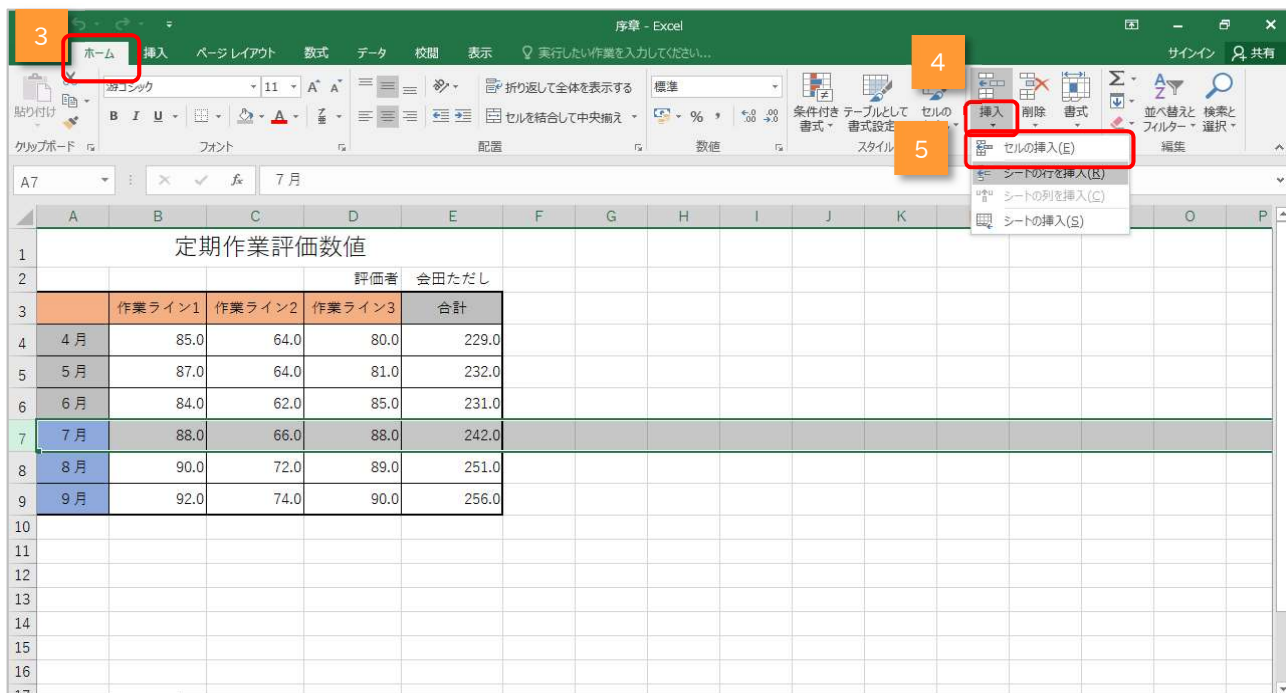 序章 - Excel
3
ホーム 挿入 ページ レイアウト 数式 データ 校閲 表示 実行したい作業を入力してください... サインイン 共有
4
游ゴシック 11 A A 折り返して全体を表示する 標準
貼り付け B I U A セルを結合して中央揃え % , 条件付き書式 テーブルとして書式設定 セルの 挿入 削除 書式 Σ 並べ替えと フィルター 検索と選択
クリップボード フォント 配置 数値 スタイル 編集
5
セルの挿入(E)
シートの行を挿入(R)
シートの列を挿入(C)
シートの挿入(S)
A7 fx 7月
A B C D E F G H I J K O P
1 定期作業評価数値
2 評価者 会田ただし
3 作業ライン1 作業ライン2 作業ライン3 合計
4 4月 85.0 64.0 80.0 229.0
5 5月 87.0 64.0 81.0 232.0
6 6月 84.0 62.0 85.0 231.0
7 7月 88.0 66.0 88.0 242.0
8 8月 90.0 72.0 89.0 251.0
9 9月 92.0 74.0 90.0 256.0
10
11
12
13
14
15
16